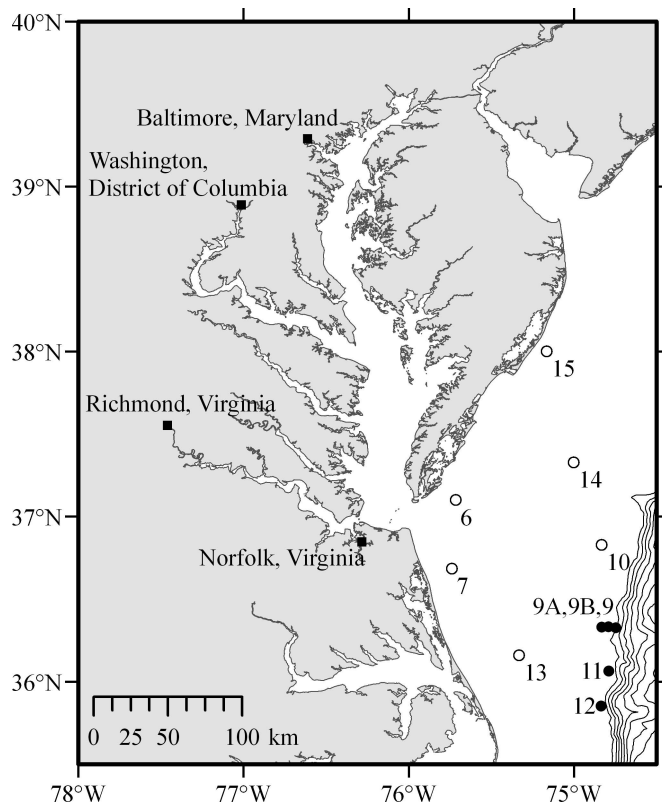 40°N
Baltimore, Maryland
Washington,
District of Columbia
39°N
38°N
15
Richmond, Virginia
14
37°N
6
10
Norfolk, Virginia
7
9A,9B,9
36°N
13
11
12
0 25 50 100 km
78°W 77°W 76°W 75°W